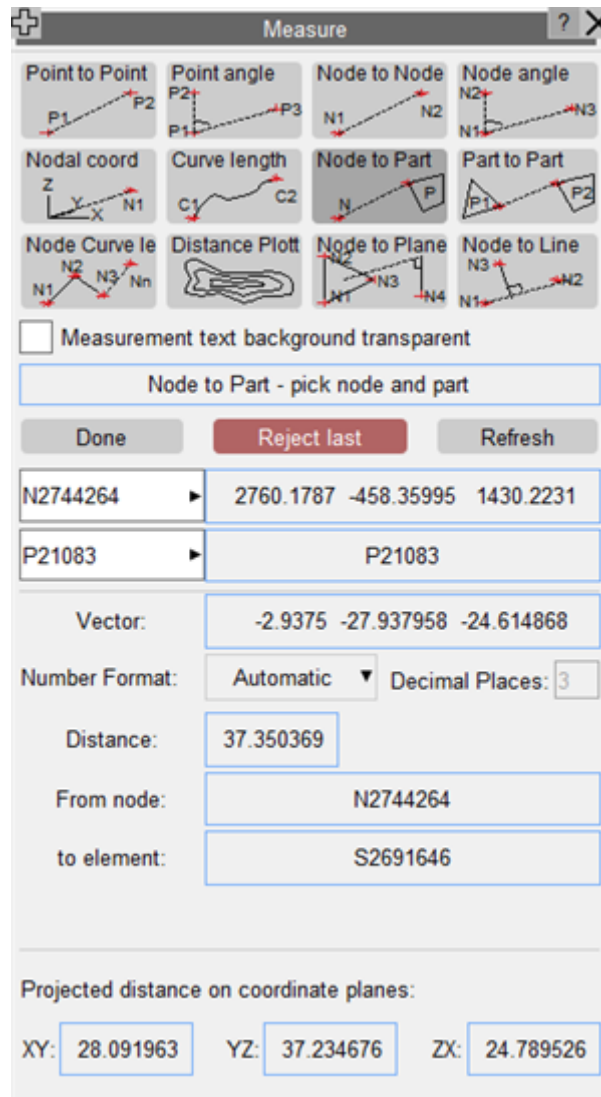 Measure ? X
Point to Point Point angle Node to Node Node angle
P1 P2 P2 P1 P3 N1 N2 N2 N1 N3
Nodal coord Curve length Node to Part Part to Part
Z Y X N1 C1 C2 N P P1 P2
Node Curve le Distance Plott Node to Plane Node to Line
N1 N2 N3 Nn N2 N1 N3 N4 N3 N1 N2
Measurement text background transparent
Node to Part - pick node and part
Done Reject last Refresh
N2744264 2760.1787 -458.35995 1430.2231
P21083 P21083
Vector: -2.9375 -27.937958 -24.614868
Number Format: Automatic Decimal Places: 3
Distance: 37.350369
From node: N2744264
to element: S2691646
Projected distance on coordinate planes:
XY: 28.091963 YZ: 37.234676 ZX: 24.789526